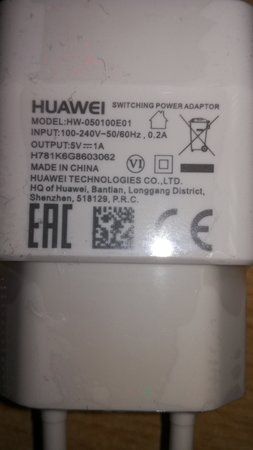 HUAWEI SWITCHING POWER ADAPTOR
MODEL:HW-050100E01
INPUT:100-240V~50/60Hz, 0.2A
OUTPUT:5V⎓1A
H781K6G8603062
MADE IN CHINA
VI
HUAWEI TECHNOLOGIES CO.,LTD.
HQ of Huawei, Bantian, Longgang District,
Shenzhen, 518129, P.R.C.
EAC CE